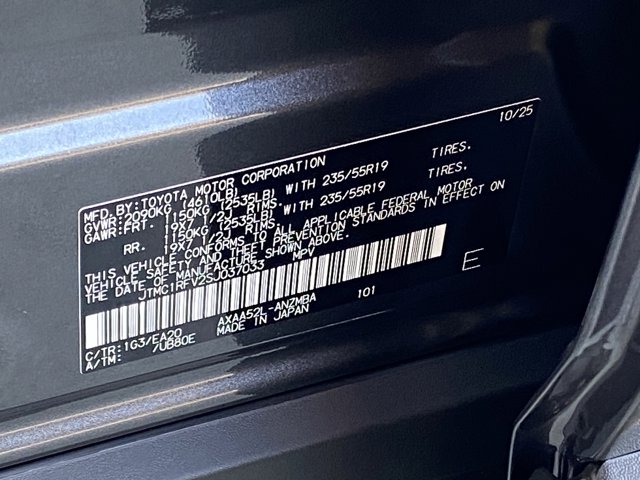 10/25
MFD. BY: TOYOTA MOTOR CORPORATION
GVWR: 2090KG (4610LB)
GAWR: FRT. 1150KG (2535LB) WITH 235/55R19 TIRES.
19X7 1/2J RIMS.
RR. 1150KG (2535LB) WITH 235/55R19 TIRES.
19X7 1/2J RIMS.
THIS VEHICLE CONFORMS TO ALL APPLICABLE FEDERAL MOTOR
VEHICLE SAFETY AND THEFT PREVENTION STANDARDS IN EFFECT ON
THE DATE OF MANUFACTURE SHOWN ABOVE.
JTMC1RFV2SJ037033 MPV
E
C/TR: 1G3/EA20 AXAA52L-ANZMBA 101
A/TM: /UB80E MADE IN JAPAN